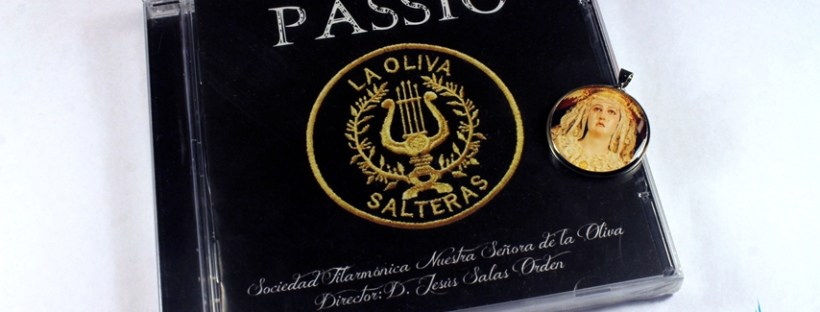 PASSIO
LA OLIVA
SALTERAS
Sociedad Filarmónica Nuestra Señora de la Oliva
Director: D. Jesús Salas Orden